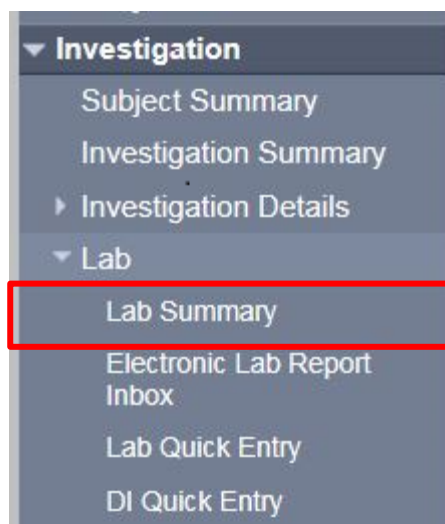 Investigation
Subject Summary
Investigation Summary
Investigation Details
Lab
Lab Summary
Electronic Lab Report
Inbox
Lab Quick Entry
DI Quick Entry